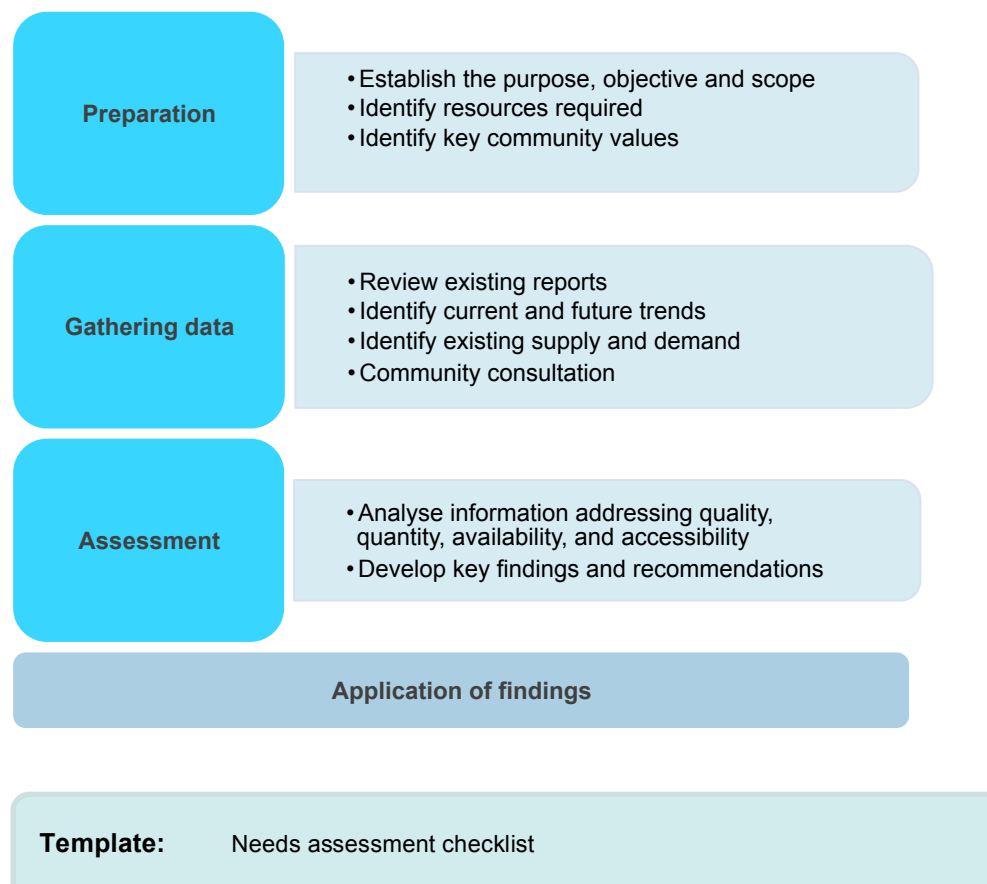 Preparation
• Establish the purpose, objective and scope
• Identify resources required
• Identify key community values
Gathering data
• Review existing reports
• Identify current and future trends
• Identify existing supply and demand
• Community consultation
Assessment
• Analyse information addressing quality,
quantity, availability, and accessibility
• Develop key findings and recommendations
Application of findings
Template: Needs assessment checklist